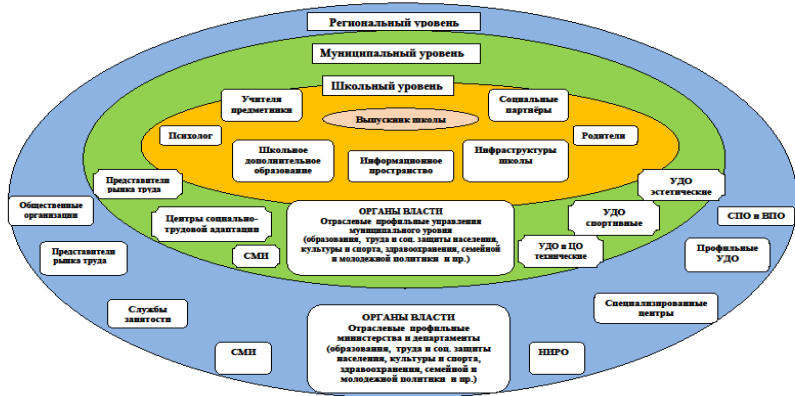 Региональный уровень
Муниципальный уровень
Школьный уровень
Учителя
предметники
Социальные
партнёры
Выпускник школы
Психолог
Родители
Школьное
дополнительное
образование
Информационное
пространство
Инфраструктуры
школы
Представители
рынка труда
УДО
эстетические
Общественные
организации
Центры социально-
трудовой адаптации
ОРГАНЫ ВЛАСТИ
Отраслевые профильные управления
муниципального уровня
(образования, труда и соц. защиты населения,
культуры и спорта, здравоохранения, семейной
и молодежной политики и пр.)
УДО
спортивные
СПО и ВПО
Представители
рынка труда
СМИ
УДО и ЦО
технические
Профильные
УДО
Службы
занятости
ОРГАНЫ ВЛАСТИ
Отраслевые профильные
министерства и департаменты
(образования, труда и соц. защиты
населения, культуры и спорта,
здравоохранения, семейной и
молодежной политики и пр.)
Специализированные
центры
СМИ
НИРО